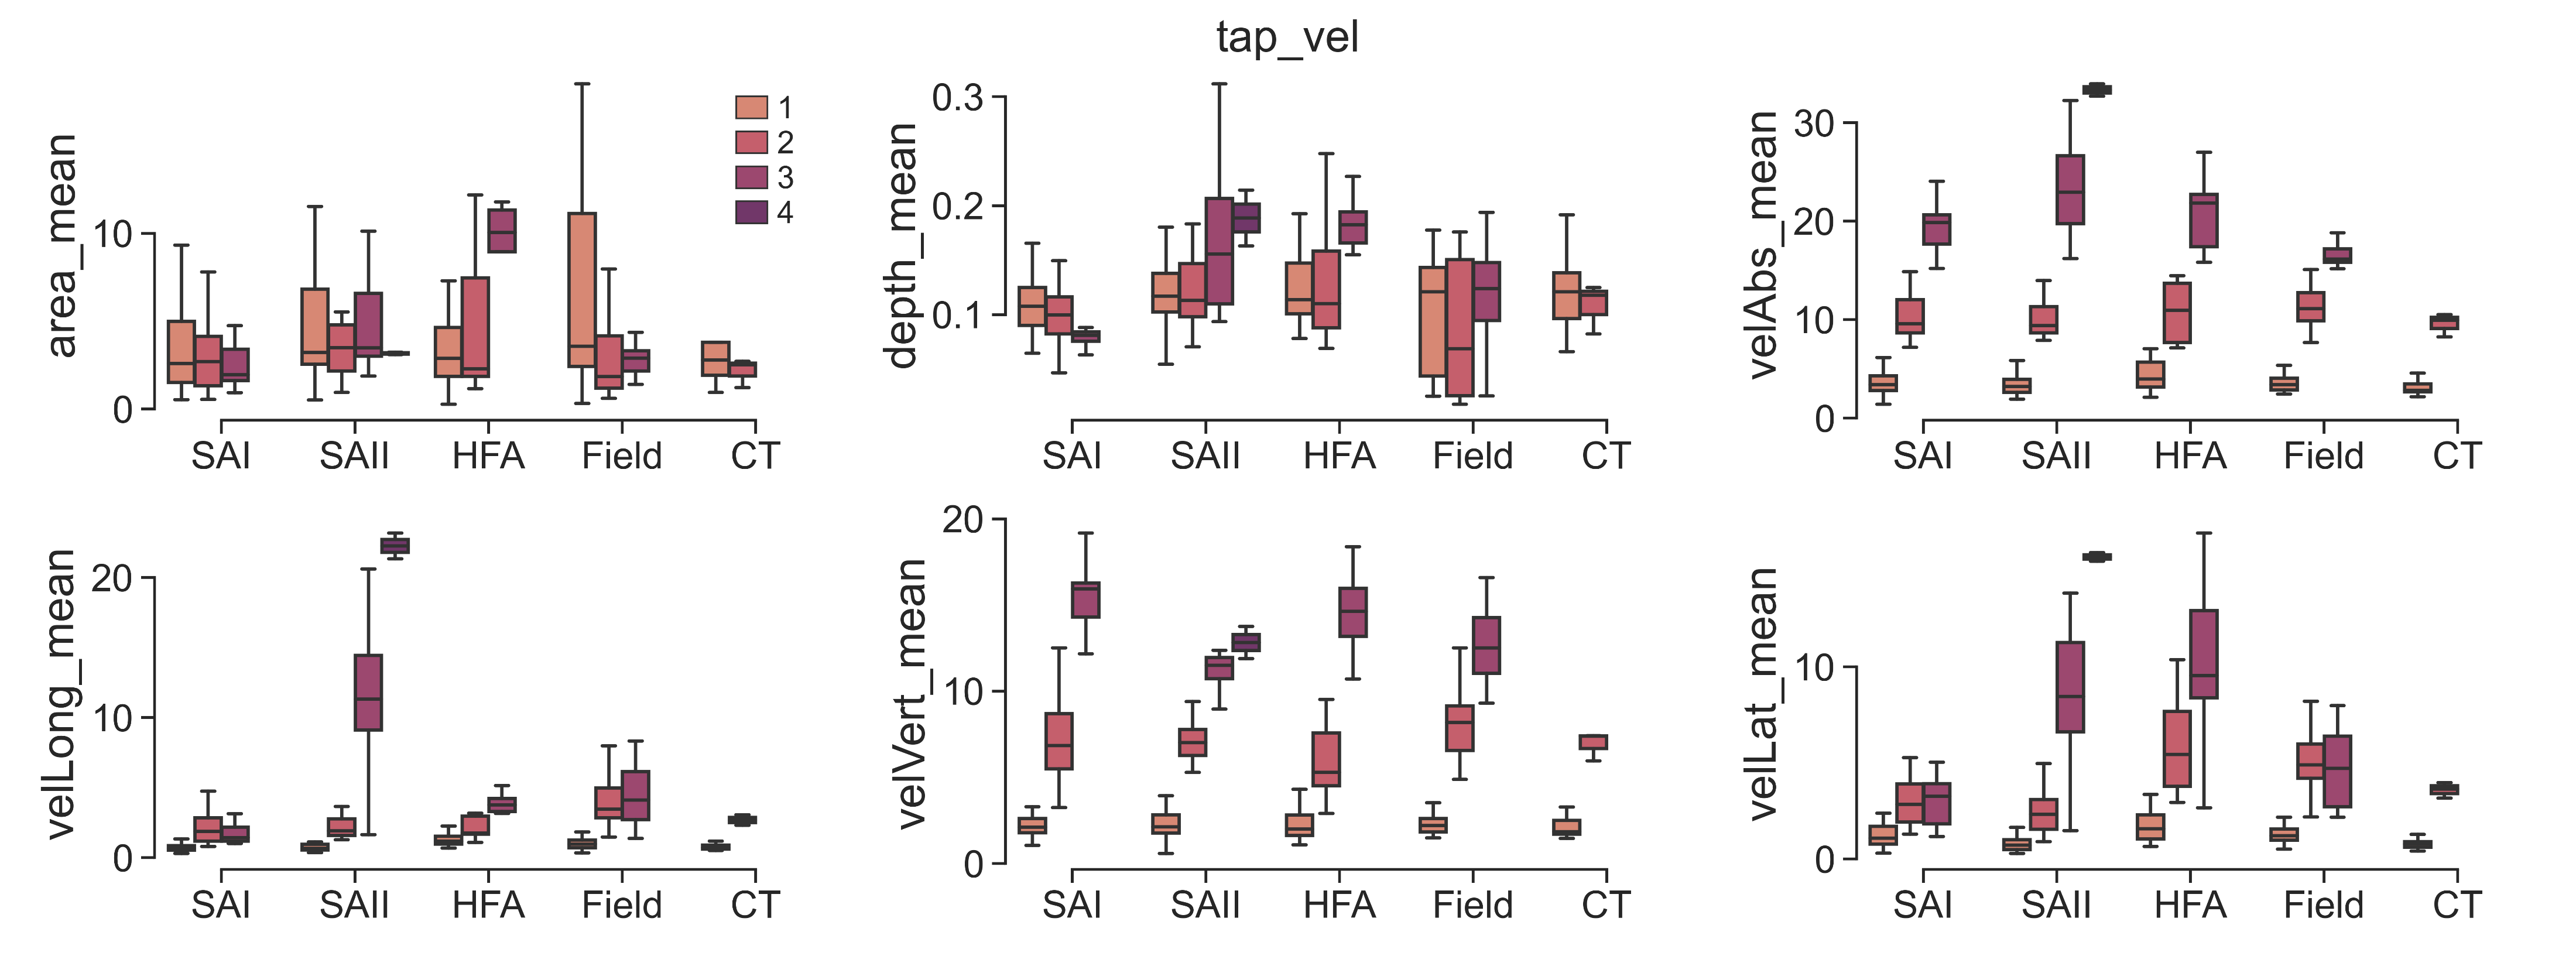 tap_vel
area_mean
10
0
SAI SAII HFA Field CT
1
2
3
4
depth_mean
0.3
0.2
0.1
SAI SAII HFA Field CT
velAbs_mean
30
20
10
0
SAI SAII HFA Field CT
velLong_mean
20
10
0
SAI SAII HFA Field CT
velVert_mean
20
10
0
SAI SAII HFA Field CT
velLat_mean
10
0
SAI SAII HFA Field CT